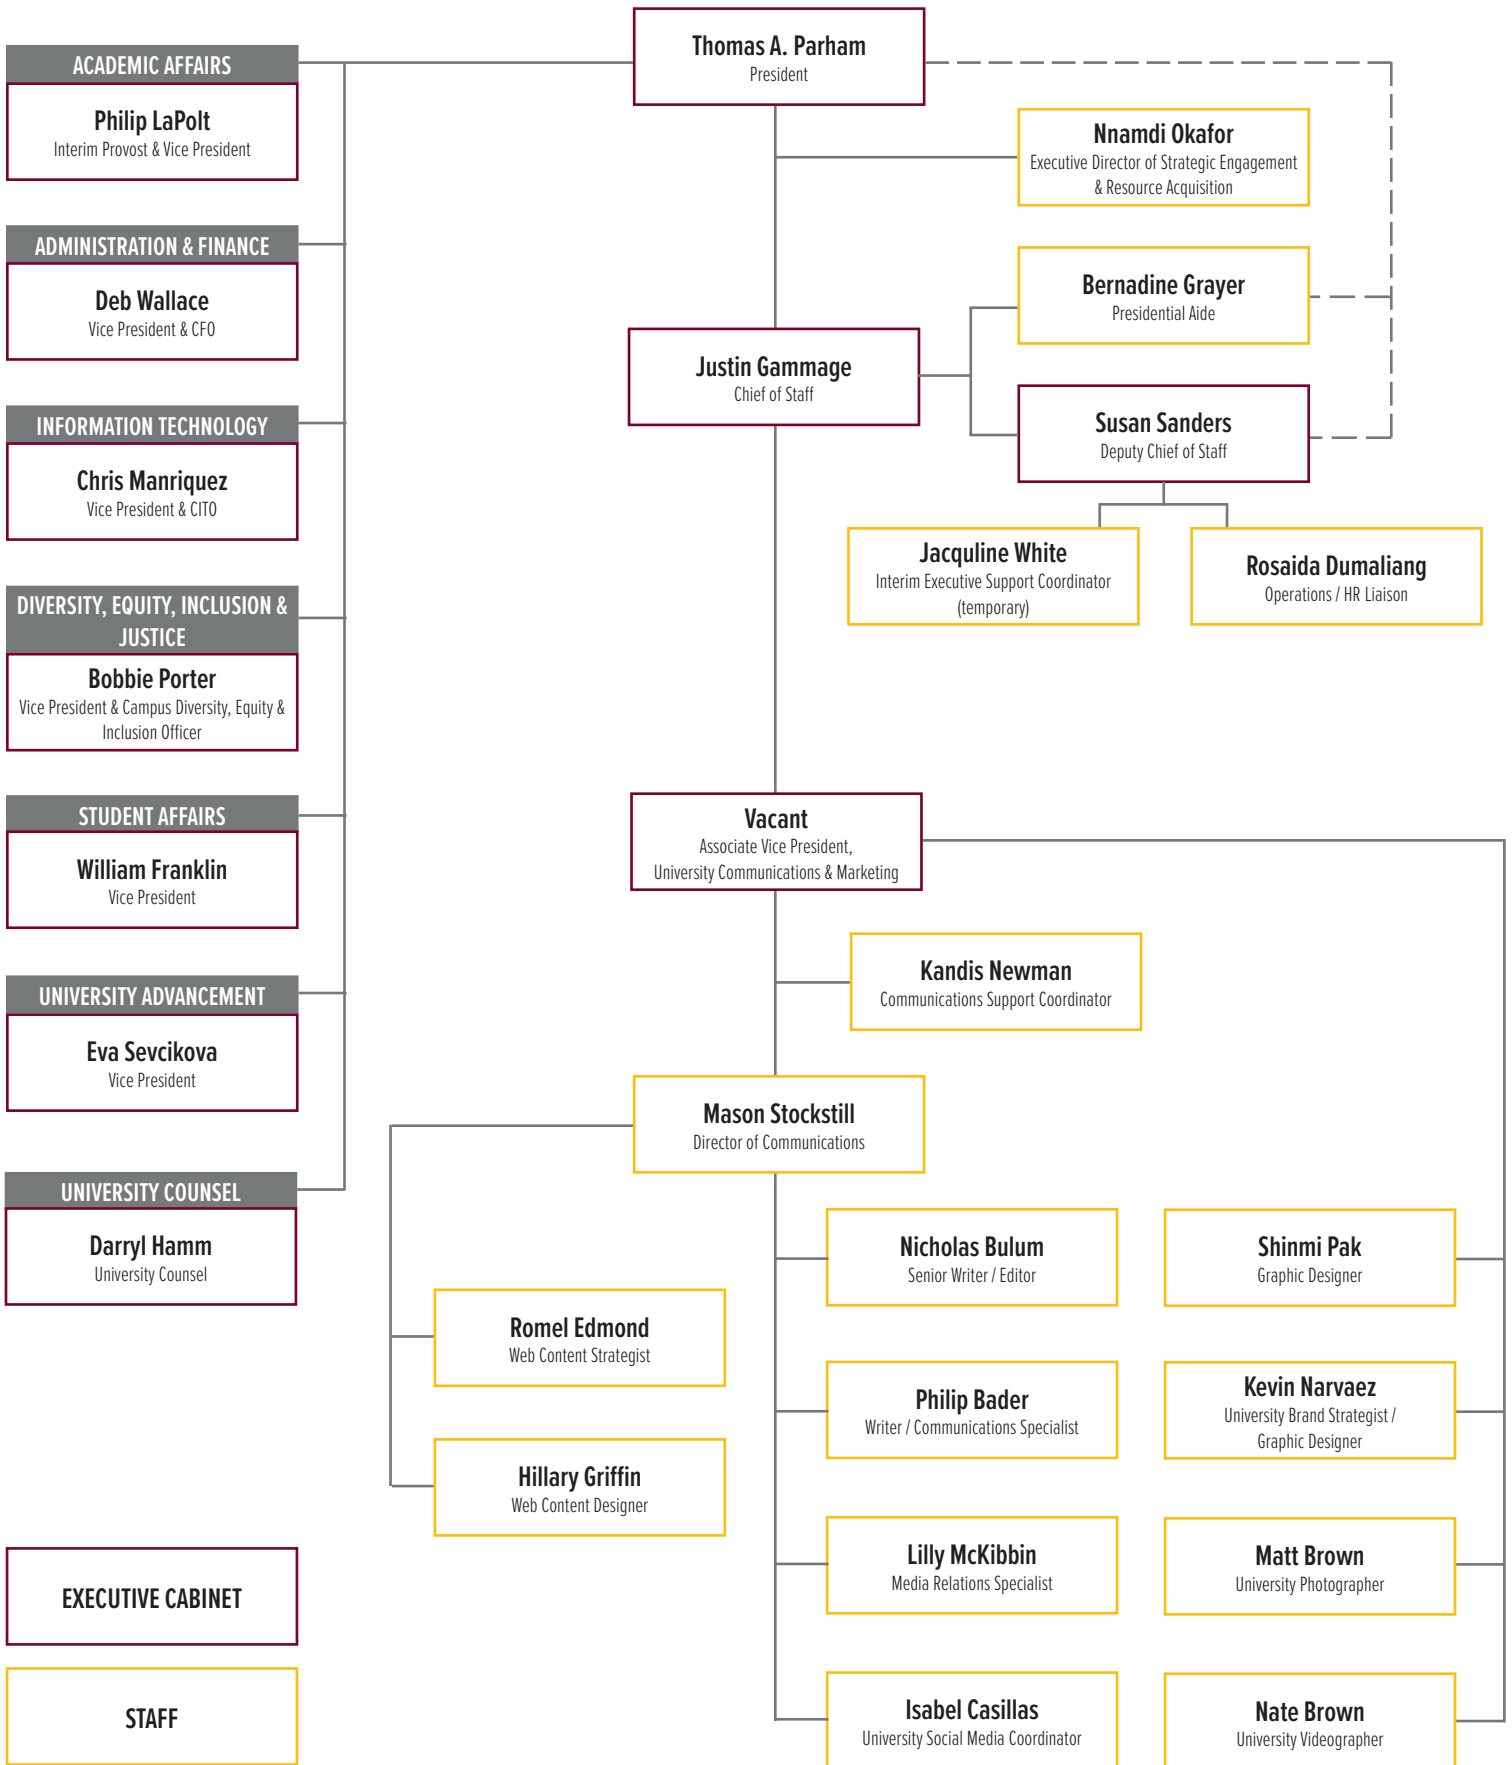 Thomas A. Parham
President
ACADEMIC AFFAIRS
Philip LaPolt
Interim Provost & Vice President
ADMINISTRATION & FINANCE
Deb Wallace
Vice President & CFO
INFORMATION TECHNOLOGY
Chris Manriquez
Vice President & CITO
DIVERSITY, EQUITY, INCLUSION &
JUSTICE
Bobbie Porter
Vice President & Campus Diversity, Equity &
Inclusion Officer
STUDENT AFFAIRS
William Franklin
Vice President
UNIVERSITY ADVANCEMENT
Eva Sevcikova
Vice President
UNIVERSITY COUNSEL
Darryl Hamm
University Counsel
Nnamdi Okafor
Executive Director of Strategic Engagement
& Resource Acquisition
Bernadine Grayer
Presidential Aide
Justin Gammage
Chief of Staff
Susan Sanders
Deputy Chief of Staff
Jacquline White
Interim Executive Support Coordinator
(temporary)
Rosaida Dumaliang
Operations / HR Liaison
Vacant
Associate Vice President,
University Communications & Marketing
Kandis Newman
Communications Support Coordinator
Mason Stockstill
Director of Communications
Romel Edmond
Web Content Strategist
Hillary Griffin
Web Content Designer
Nicholas Bulum
Senior Writer / Editor
Philip Bader
Writer / Communications Specialist
Lilly McKibbin
Media Relations Specialist
Isabel Casillas
University Social Media Coordinator
Shinmi Pak
Graphic Designer
Kevin Narvaez
University Brand Strategist /
Graphic Designer
Matt Brown
University Photographer
Nate Brown
University Videographer
EXECUTIVE CABINET
STAFF